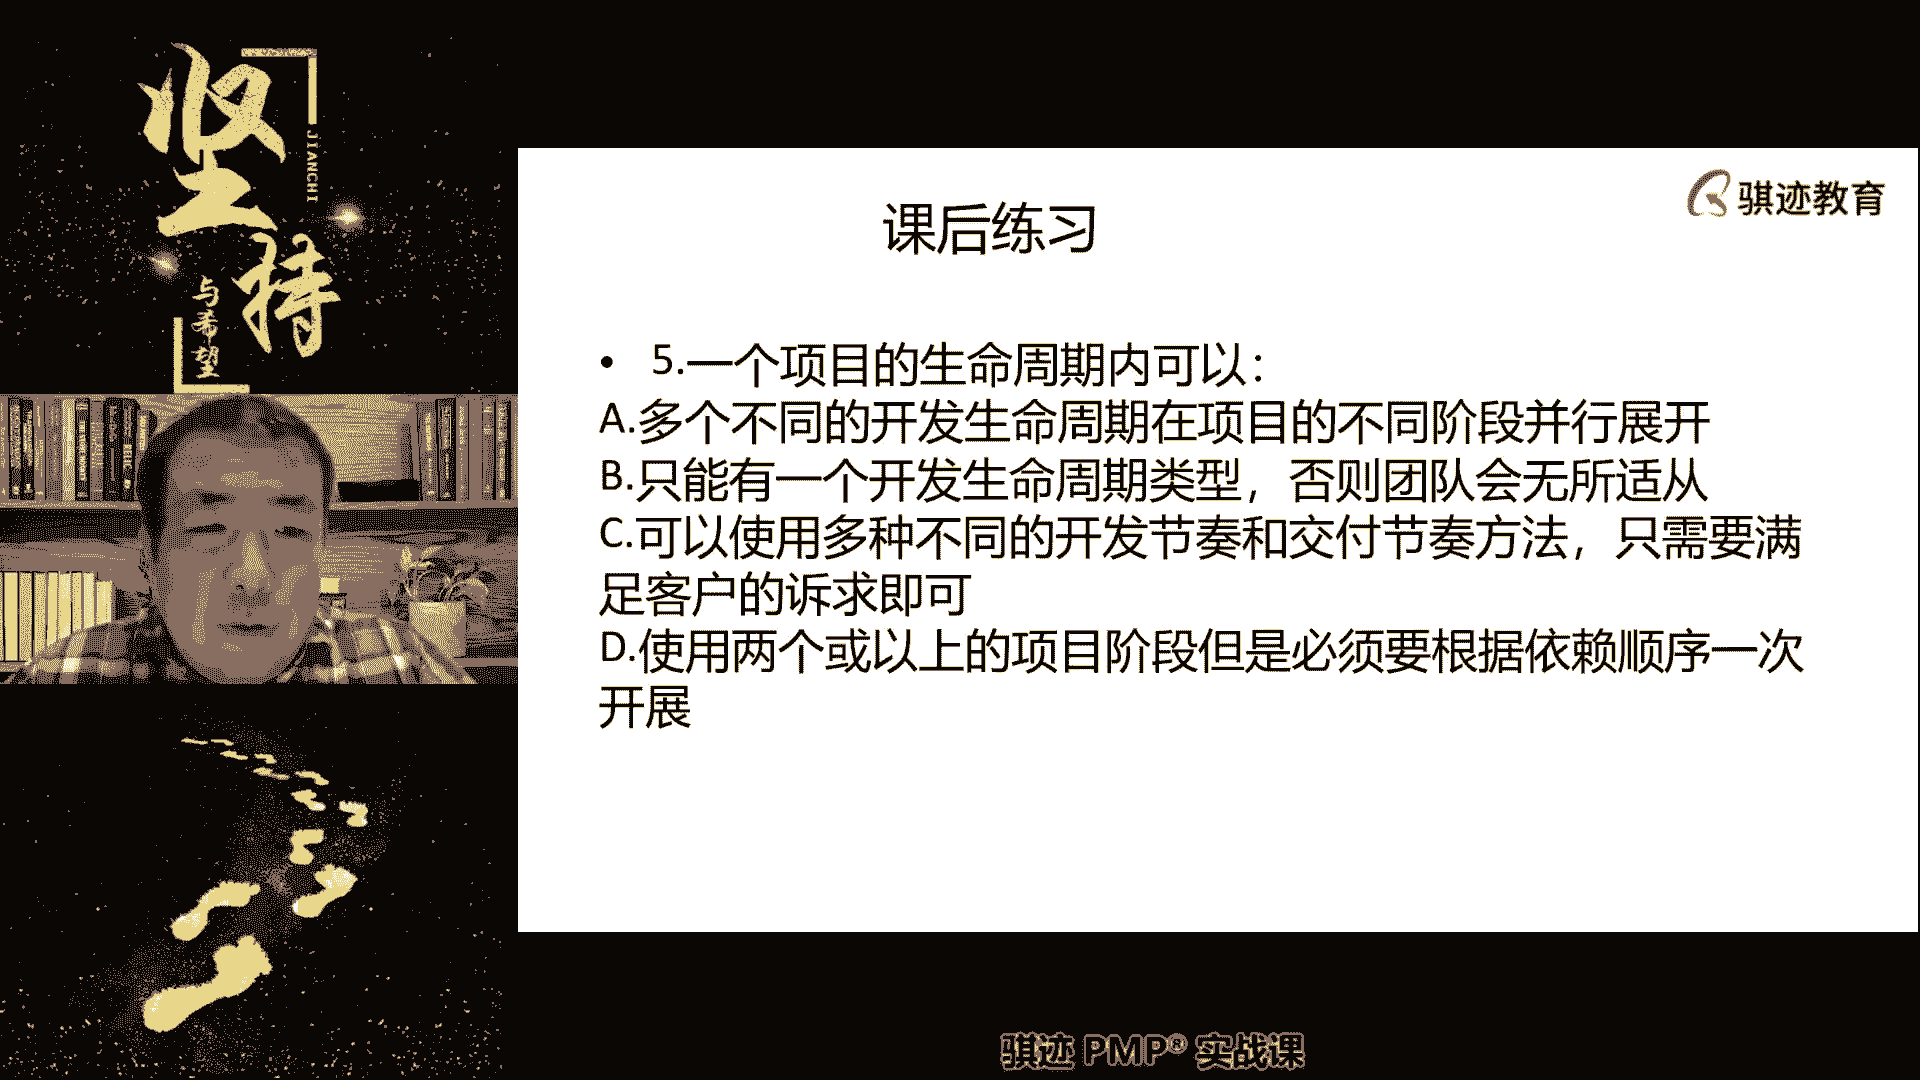 坚持
JIANCHI
与希望
骐迹教育
课后练习
• 5.一个项目的生命周期内可以：
A.多个不同的开发生命周期在项目的不同阶段并行展开
B.只能有一个开发生命周期类型，否则团队会无所适从
C.可以使用多种不同的开发节奏和交付节奏方法，只需要满
足客户的诉求即可
D.使用两个或以上的项目阶段但是必须要根据依赖顺序一次
开展
骐迹 PMP® 实战课